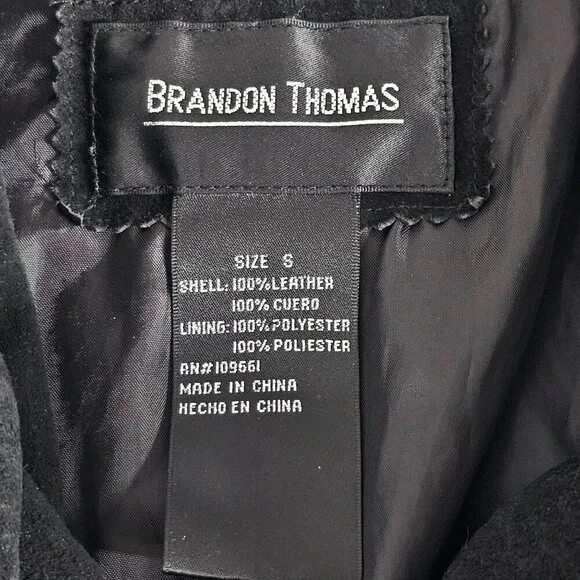 BRANDON THOMAS
SIZE S
SHELL: 100% LEATHER
100% CUERO
LINING: 100% POLYESTER
100% POLIESTER
RN#109661
MADE IN CHINA
HECHO EN CHINA